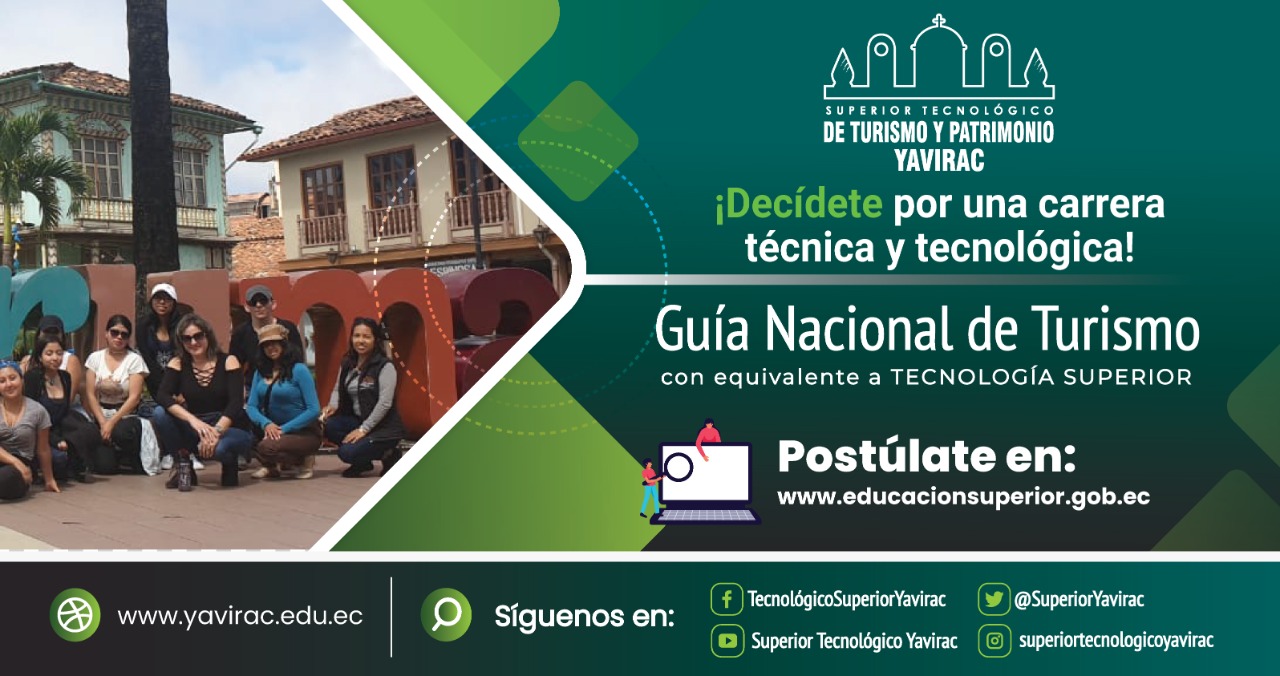 SUPERIOR TECNOLÓGICO
DE TURISMO Y PATRIMONIO
YAVIRAC
¡Decídete por una carrera
técnica y tecnológica!
Guía Nacional de Turismo
con equivalente a TECNOLOGÍA SUPERIOR
Postúlate en:
www.educacionsuperior.gob.ec
www.yavirac.edu.ec
Síguenos en:
TecnológicoSuperiorYavirac
@SuperiorYavirac
Superior Tecnológico Yavirac
superiortecnologicoyavirac